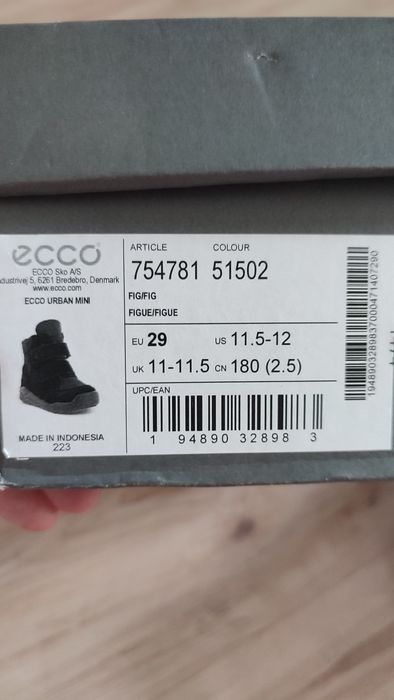 ecco
ECCO Sko A/S
dustrivej 5, 6261 Bredebro, Denmark
www.ecco.com
ECCO URBAN MINI
MADE IN INDONESIA
223
ARTICLE COLOUR
754781 51502
FIG/FIG
FIGUE/FIGUE
EU 29 US 11.5-12
UK 11-11.5 CN 180 (2.5)
UPC/EAN
1 94890 32898 3